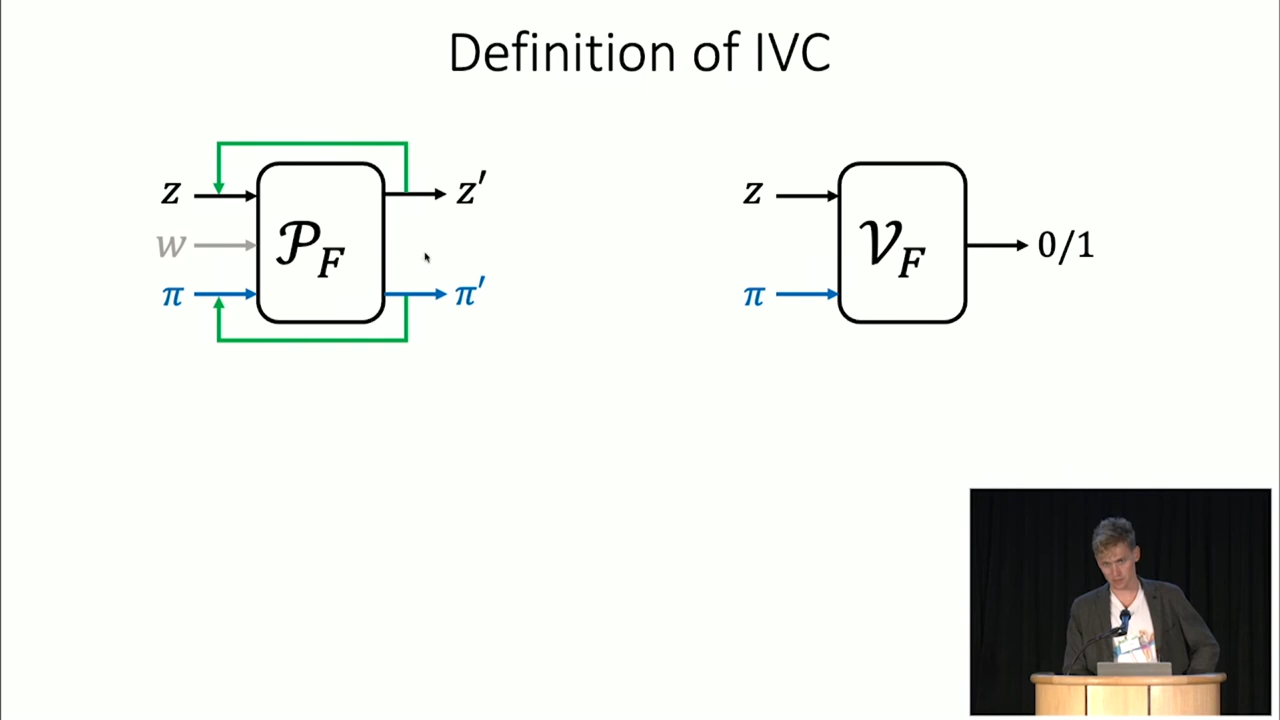 Definition of IVC
z
w
π
𝒫_F
z′
π′
z
π
𝒱_F
0/1